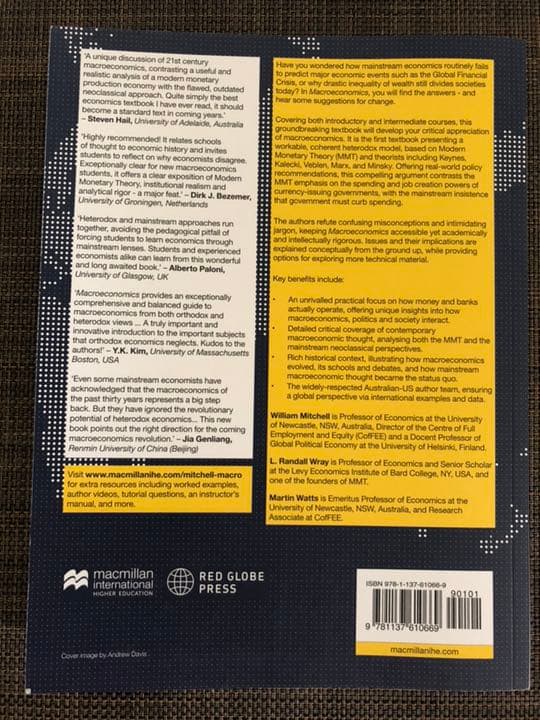 'A unique discussion of 21st century
macroeconomics, contrasting a useful and
realistic analysis of a modern monetary
production economy with the flawed, outdated
neoclassical approach. Quite simply the best
economics textbook I have ever read, it should
become a standard text in coming years.'
– Steven Hail, University of Adelaide, Australia
'Highly recommended! It relates schools
of thought to economic history and invites
students to reflect on why economists disagree.
Exceptionally clear for new macroeconomics
students, it offers a clear exposition of Modern
Monetary Theory, institutional realism and
analytical rigor - a major feat.' – Dirk J. Bezemer,
University of Groningen, Netherlands
'Heterodox and mainstream approaches run
together, avoiding the pedagogical pitfall of
forcing students to learn economics through
mainstream lenses. Students and experienced
economists alike can learn from this wonderful
and long awaited book.' – Alberto Paloni,
University of Glasgow, UK
'Macroeconomics provides an exceptionally
comprehensive and balanced guide to
macroeconomics from both orthodox and
heterodox views ... A truly important and
innovative introduction to the important subjects
that orthodox economics neglects. Kudos to the
authors!' – Y.K. Kim, University of Massachusetts
Boston, USA
'Even some mainstream economists have
acknowledged that the macroeconomics of
the past thirty years represents a big step
back. But they have ignored the revolutionary
potential of heterodox economics... This new
book points out the right direction for the coming
macroeconomics revolution.' – Jia Genliang,
Renmin University of China (Beijing)
Visit www.macmillanihe.com/mitchell-macro
for extra resources including worked examples,
author videos, tutorial questions, an instructor's
manual, and more.
Have you wondered how mainstream economics routinely fails
to predict major economic events such as the Global Financial
Crisis, or why drastic inequality of wealth still divides societies
today? In Macroeconomics, you will find the answers - and
hear some suggestions for change.
Covering both introductory and intermediate courses, this
groundbreaking textbook will develop your critical appreciation
of macroeconomics. It is the first textbook presenting a
workable, coherent heterodox model, based on Modern
Monetary Theory (MMT) and theorists including Keynes,
Kalecki, Veblen, Marx, and Minsky. Offering real-world policy
recommendations, this compelling argument contrasts the
MMT emphasis on the spending and job creation powers of
currency-issuing governments, with the mainstream insistence
that government must curb spending.
The authors refute confusing misconceptions and intimidating
jargon, keeping Macroeconomics accessible yet academically
and intellectually rigorous. Issues and their implications are
explained conceptually from the ground up, while providing
options for exploring more technical material.
Key benefits include:
• An unrivalled practical focus on how money and banks
actually operate, offering unique insights into how
macroeconomics, politics and society interact.
• Detailed critical coverage of contemporary
macroeconomic thought, analysing both the MMT and the
mainstream neoclassical perspectives.
• Rich historical context, illustrating how macroeconomics
evolved, its schools and debates, and how mainstream
macroeconomic thought became the status quo.
• The widely-respected Australian-US author team, ensuring
a global perspective via international examples and data.
William Mitchell is Professor of Economics at the University
of Newcastle, NSW, Australia, Director of the Centre of Full
Employment and Equity (CofFEE) and a Docent Professor of
Global Political Economy at the University of Helsinki, Finland.
L. Randall Wray is Professor of Economics and Senior Scholar
at the Levy Economics Institute of Bard College, NY, USA, and
one of the founders of MMT.
Martin Watts is Emeritus Professor of Economics at the
University of Newcastle, NSW, Australia, and Research
Associate at CofFEE.
macmillan
international
HIGHER EDUCATION
RED GLOBE
PRESS
ISBN 978-1-137-61066-9
90101
9 781137 610669
macmillanihe.com
Cover image by Andrew Davis